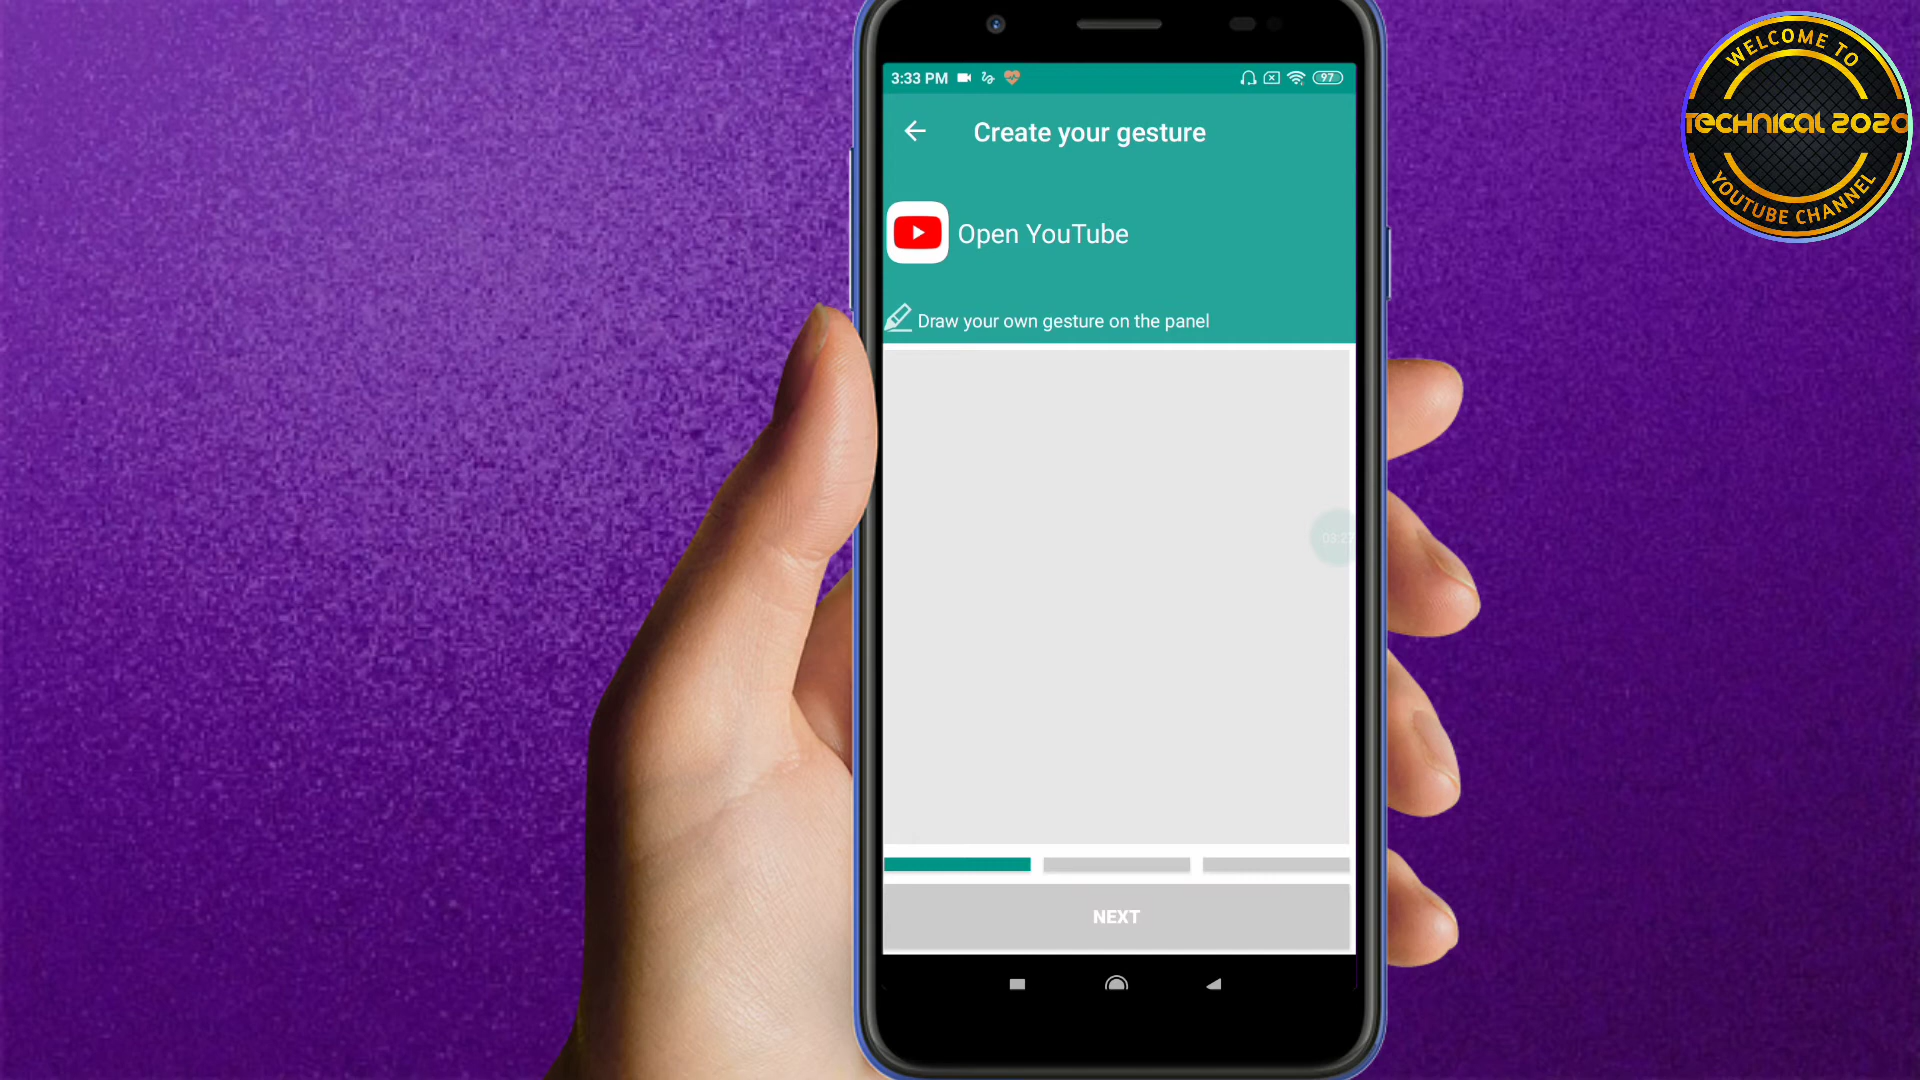 WELCOME TO
TECHNICAL 2020
YOUTUBE CHANNEL
3:33 PM
97
Create your gesture
Open YouTube
Draw your own gesture on the panel
NEXT